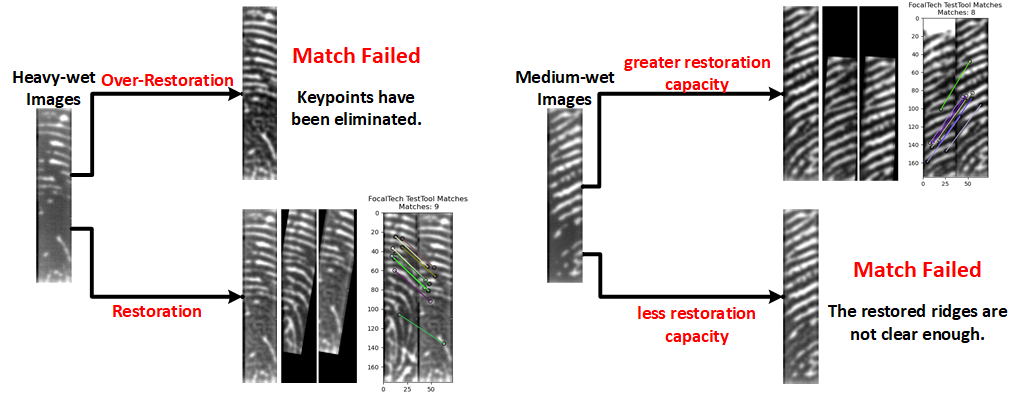 Heavy-wet
Images
Over-Restoration
Match Failed
Keypoints have
been eliminated.
Restoration
FocalTech TestTool Matches
Matches: 9
0
20
40
60
80
100
120
140
160
0
25
50
Medium-wet
Images
greater restoration
capacity
FocalTech TestTool Matches
Matches: 8
0
20
40
60
80
100
120
140
160
0
25
50
less restoration
capacity
Match Failed
The restored ridges are
not clear enough.